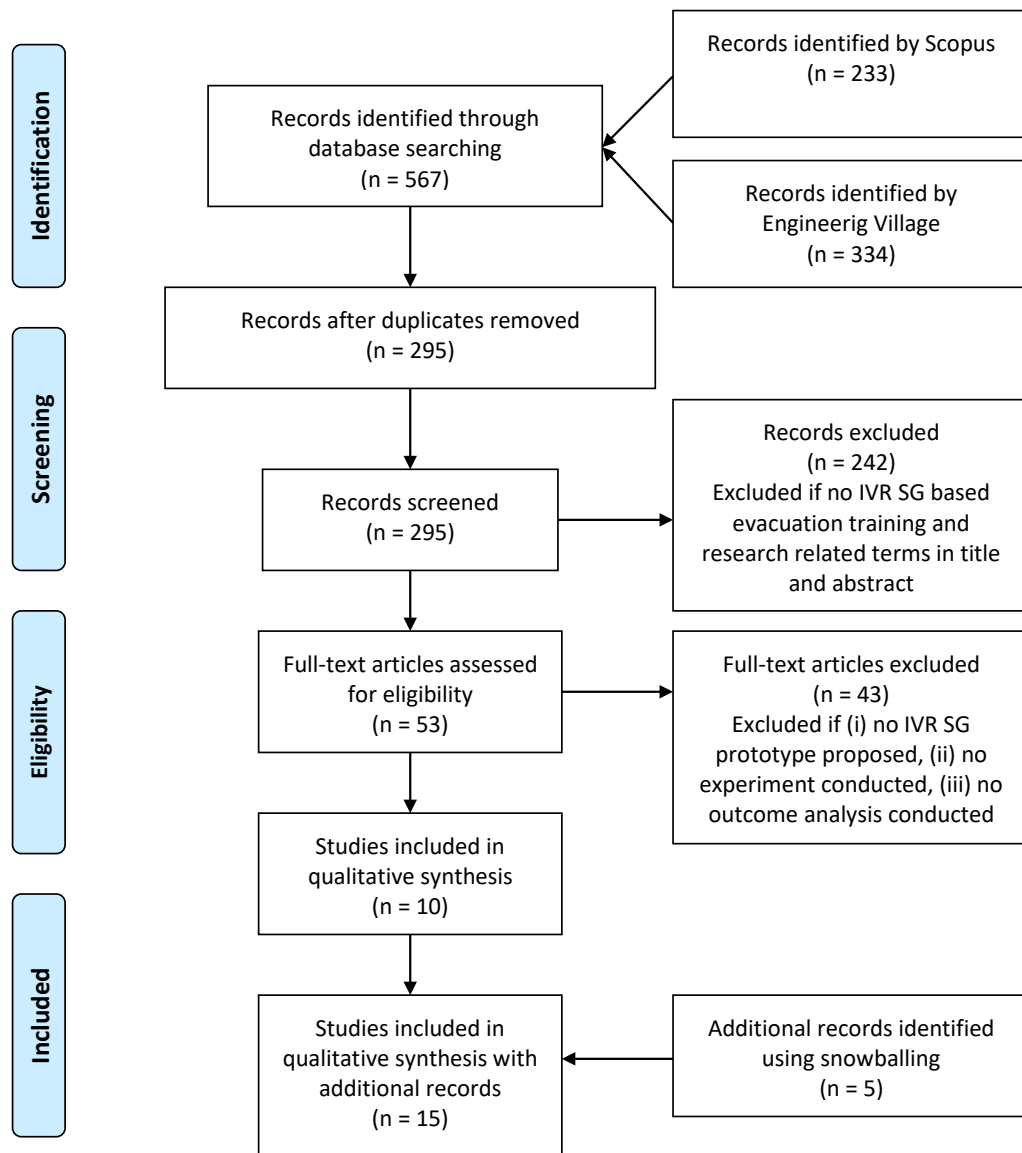 Identification
Records identified by Scopus
(n = 233)
Records identified through
database searching
(n = 567)
Records identified by
Engineerig Village
(n = 334)
Records after duplicates removed
(n = 295)
Screening
Records screened
(n = 295)
Records excluded
(n = 242)
Excluded if no IVR SG based
evacuation training and
research related terms in title
and abstract
Eligibility
Full-text articles assessed
for eligibility
(n = 53)
Full-text articles excluded
(n = 43)
Excluded if (i) no IVR SG
prototype proposed, (ii) no
experiment conducted, (iii) no
outcome analysis conducted
Studies included in
qualitative synthesis
(n = 10)
Included
Studies included in
qualitative synthesis with
additional records
(n = 15)
Additional records identified
using snowballing
(n = 5)